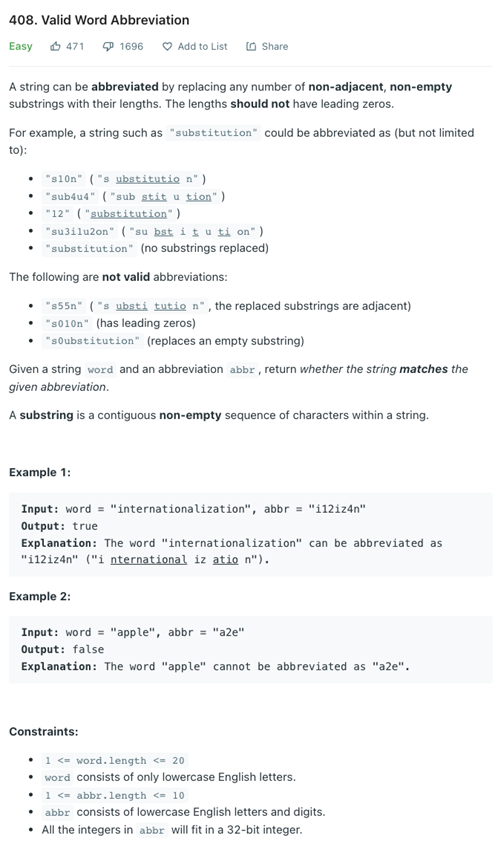 408. Valid Word Abbreviation
Easy 471 1696 Add to List Share
A string can be abbreviated by replacing any number of non-adjacent, non-empty
substrings with their lengths. The lengths should not have leading zeros.
For example, a string such as "substitution" could be abbreviated as (but not limited
to):
• "s10n" ("s ubstitutio n")
• "sub4u4" ("sub stit u tion")
• "12" ("substitution")
• "su3i1u2on" ("su bst i t u ti on")
• "substitution" (no substrings replaced)
The following are not valid abbreviations:
• "s55n" ("s ubsti tutio n", the replaced substrings are adjacent)
• "s010n" (has leading zeros)
• "s0ubstitution" (replaces an empty substring)
Given a string word and an abbreviation abbr, return whether the string matches the
given abbreviation.
A substring is a contiguous non-empty sequence of characters within a string.
Example 1:
Input: word = "internationalization", abbr = "i12iz4n"
Output: true
Explanation: The word "internationalization" can be abbreviated as
"i12iz4n" ("i nternational iz atio n").
Example 2:
Input: word = "apple", abbr = "a2e"
Output: false
Explanation: The word "apple" cannot be abbreviated as "a2e".
Constraints:
• 1 <= word.length <= 20
• word consists of only lowercase English letters.
• 1 <= abbr.length <= 10
• abbr consists of lowercase English letters and digits.
• All the integers in abbr will fit in a 32-bit integer.